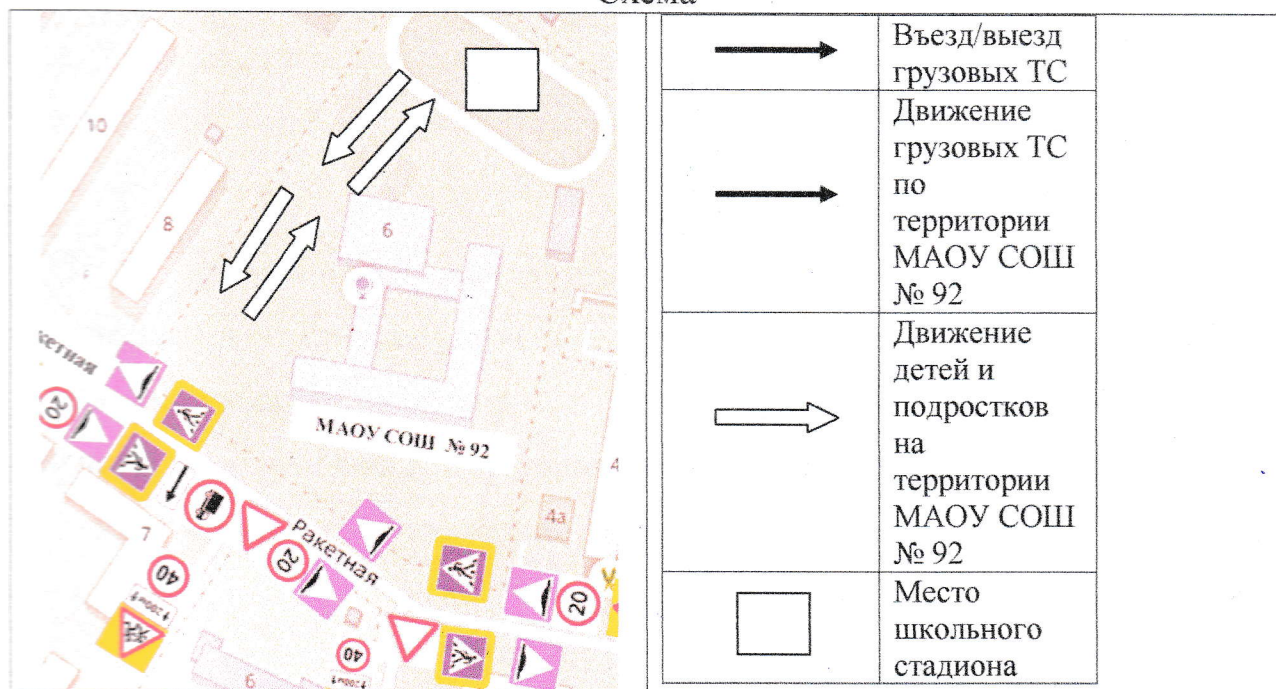 10
8
6
кетная
20
МАОУ СОШ № 92
7
Ракетная
20
4
4а
20
40
40
6
Въезд/выезд
грузовых ТС
Движение
грузовых ТС
по
территории
МАОУ СОШ
№ 92
Движение
детей и
подростков
на
территории
МАОУ СОШ
№ 92
Место
школьного
стадиона